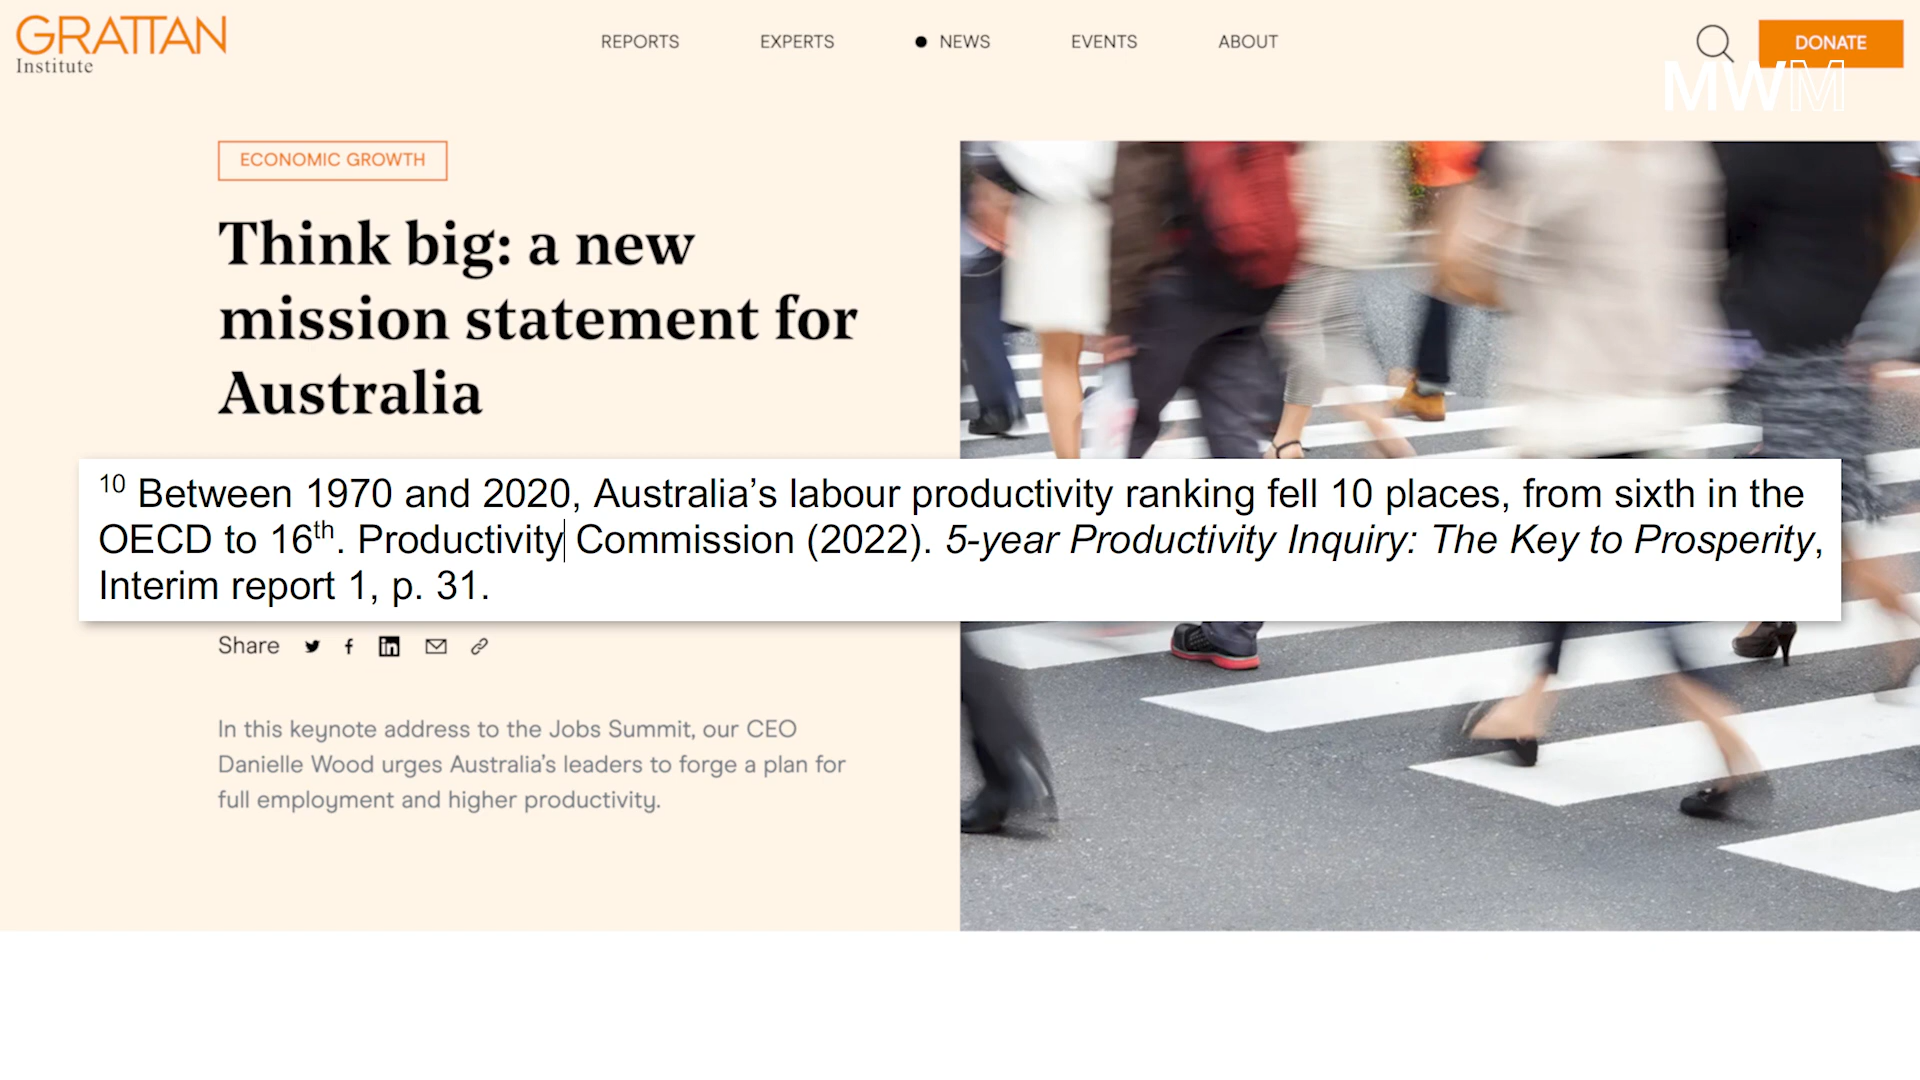 GRATTAN
Institute
REPORTS
EXPERTS
NEWS
EVENTS
ABOUT
DONATE
MWM
ECONOMIC GROWTH
Think big: a new
mission statement for
Australia
10 Between 1970 and 2020, Australia’s labour productivity ranking fell 10 places, from sixth in the
OECD to 16th. Productivity Commission (2022). 5-year Productivity Inquiry: The Key to Prosperity,
Interim report 1, p. 31.
Share
In this keynote address to the Jobs Summit, our CEO
Danielle Wood urges Australia’s leaders to forge a plan for
full employment and higher productivity.